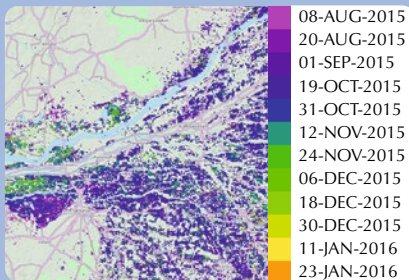 08-AUG-2015
20-AUG-2015
01-SEP-2015
19-OCT-2015
31-OCT-2015
12-NOV-2015
24-NOV-2015
06-DEC-2015
18-DEC-2015
30-DEC-2015
11-JAN-2016
23-JAN-2016